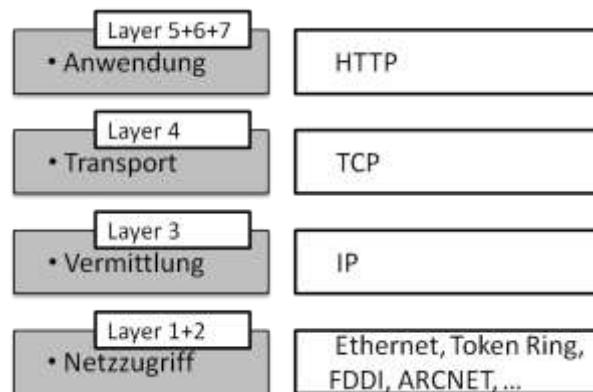 Layer 5+6+7
• Anwendung
HTTP
Layer 4
• Transport
TCP
Layer 3
• Vermittlung
IP
Layer 1+2
• Netzzugriff
Ethernet, Token Ring,
FDDI, ARCNET, ...